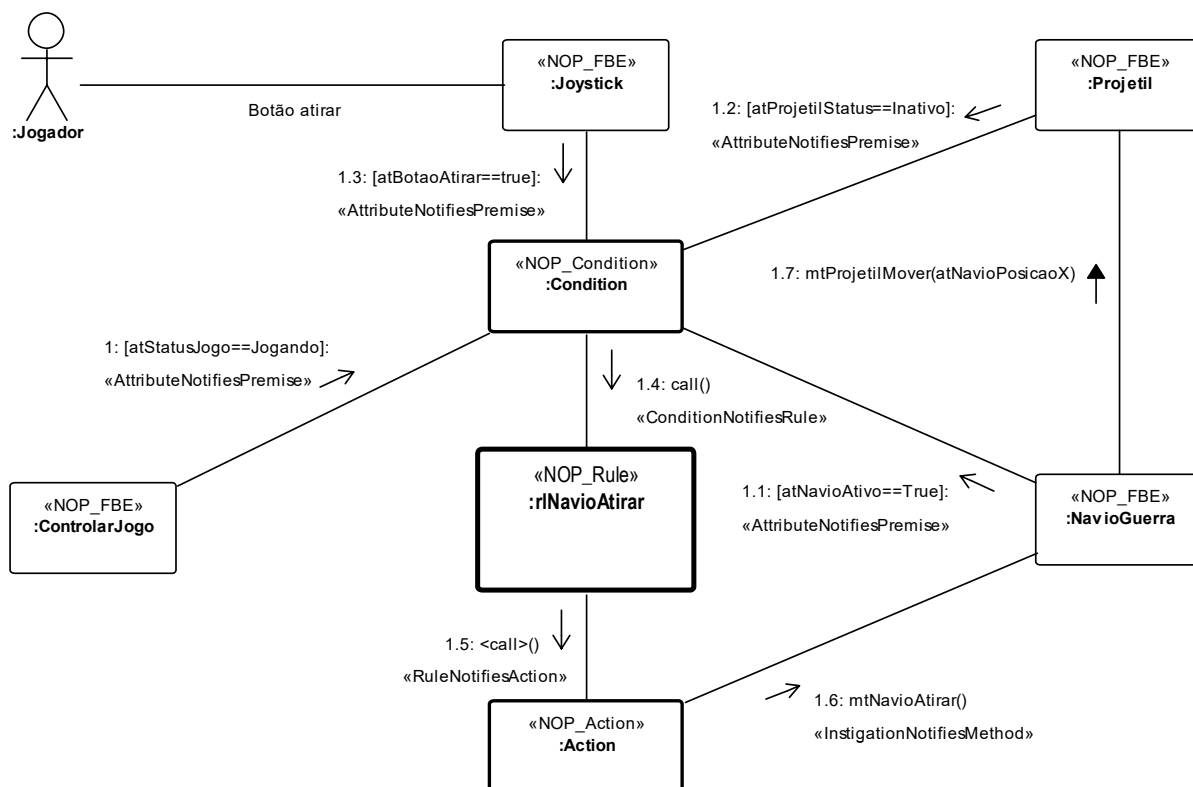 «NOP_FBE»
:Joystick
«NOP_FBE»
:Projetil
:Jogador
Botão atirar
1.2: [atProjetilStatus==Inativo]:
«AttributeNotifiesPremise»
1.3: [atBotaoAtirar==true]:
«AttributeNotifiesPremise»
«NOP_Condition»
:Condition
1.7: mtProjetilMover(atNavioPosicaoX)
1: [atStatusJogo==Jogando]:
«AttributeNotifiesPremise»
1.4: call()
«ConditionNotifiesRule»
«NOP_Rule»
:rlNavioAtirar
«NOP_FBE»
:ControlarJogo
1.1: [atNavioAtivo==True]:
«AttributeNotifiesPremise»
«NOP_FBE»
:NavioGuerra
1.5: <call>()
«RuleNotifiesAction»
1.6: mtNavioAtirar()
«InstigationNotifiesMethod»
«NOP_Action»
:Action